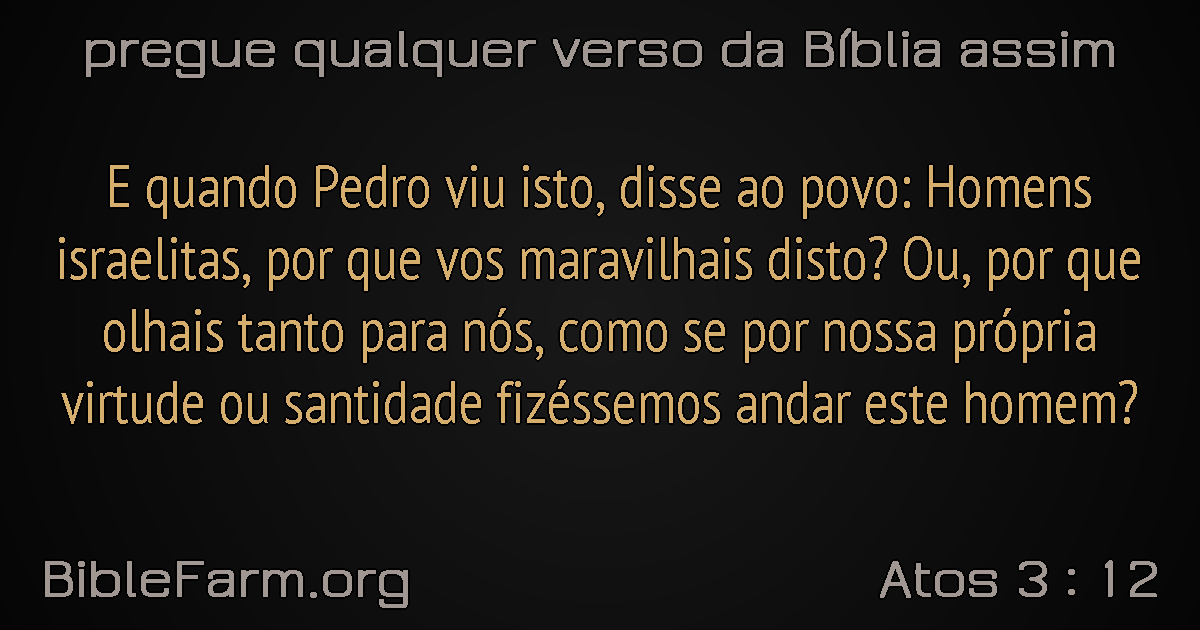 pregue qualquer verso da Bíblia assim
E quando Pedro viu isto, disse ao povo: Homens
israelitas, por que vos maravilhais disto? Ou, por que
olhais tanto para nós, como se por nossa própria
virtude ou santidade fizéssemos andar este homem?
BibleFarm.org
Atos 3 : 12